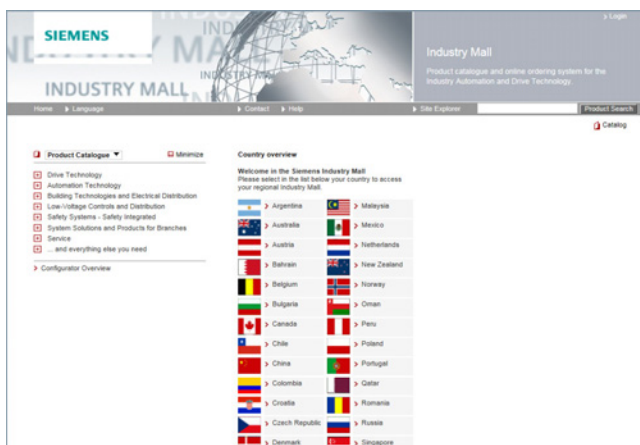 SIEMENS
INDUSTRY MALL
Login
Industry Mall
Product catalogue and online ordering system for the
Industry Automation and Drive Technology.
Home Language Contact Help Site Explorer Product Search
Catalog
Product Catalogue Minimize
Drive Technology
Automation Technology
Building Technologies and Electrical Distribution
Low-Voltage Controls and Distribution
Safety Systems - Safety Integrated
System Solutions and Products for Branches
Service
... and everything else you need
Configurator Overview
Country overview
Welcome in the Siemens Industry Mall
Please select in the list below your country to access
your regional Industry Mall.
Argentina Malaysia
Australia Mexico
Austria Netherlands
Bahrain New Zealand
Belgium Norway
Bulgaria Oman
Canada Peru
Chile Poland
China Portugal
Colombia Qatar
Croatia Romania
Czech Republic Russia
Denmark Singapore